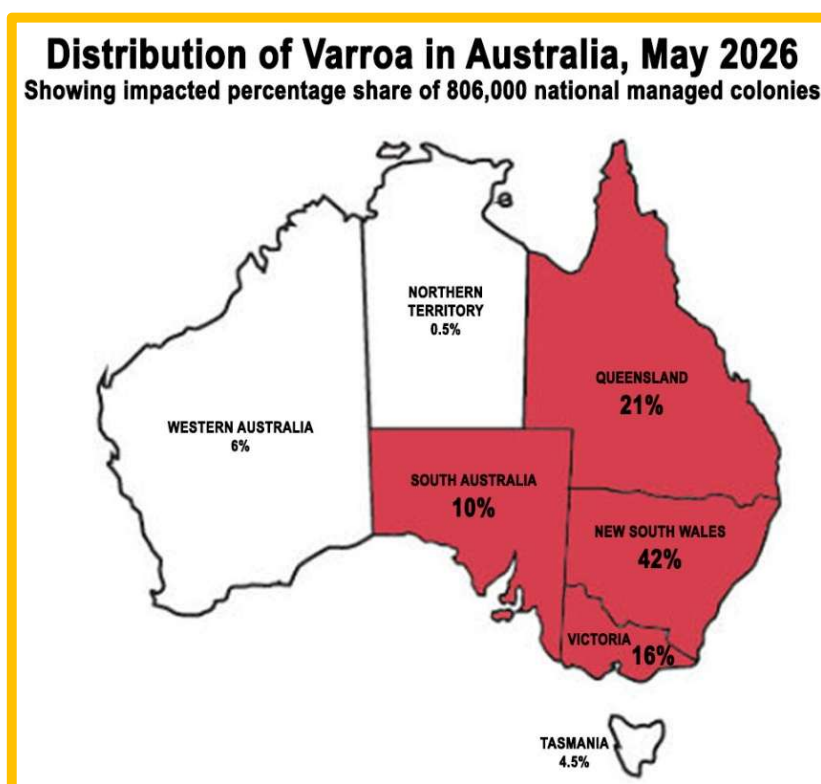 Distribution of Varroa in Australia, May 2026
Showing impacted percentage share of 806,000 national managed colonies
NORTHERN
TERRITORY
0.5%
QUEENSLAND
21%
WESTERN AUSTRALIA
6%
SOUTH AUSTRALIA
10%
NEW SOUTH WALES
42%
VICTORIA 16%
TASMANIA
4.5%